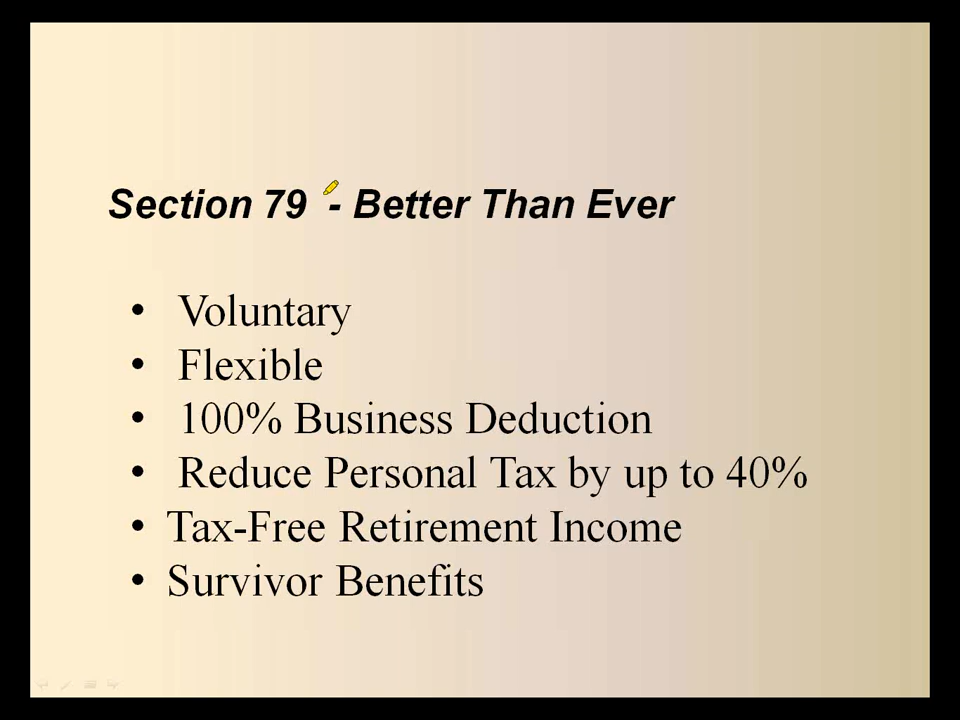 Section 79 - Better Than Ever
• Voluntary
• Flexible
• 100% Business Deduction
• Reduce Personal Tax by up to 40%
• Tax-Free Retirement Income
• Survivor Benefits